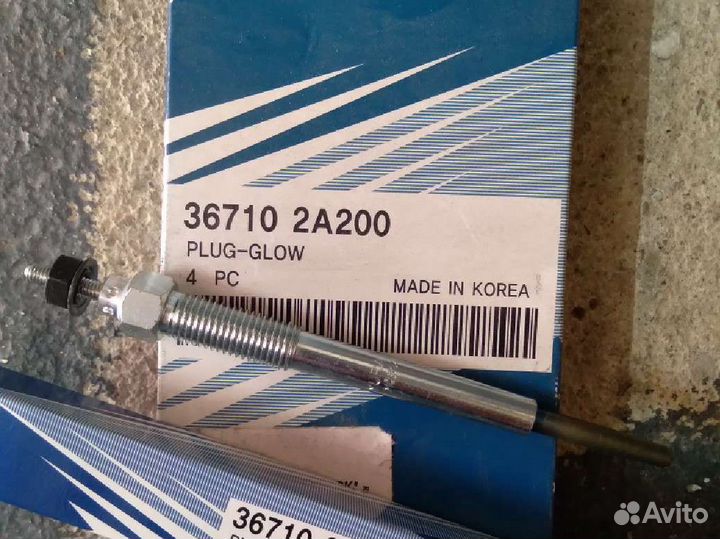 36710 2A200
PLUG-GLOW
4 PC
MADE IN KOREA
36710
Avito